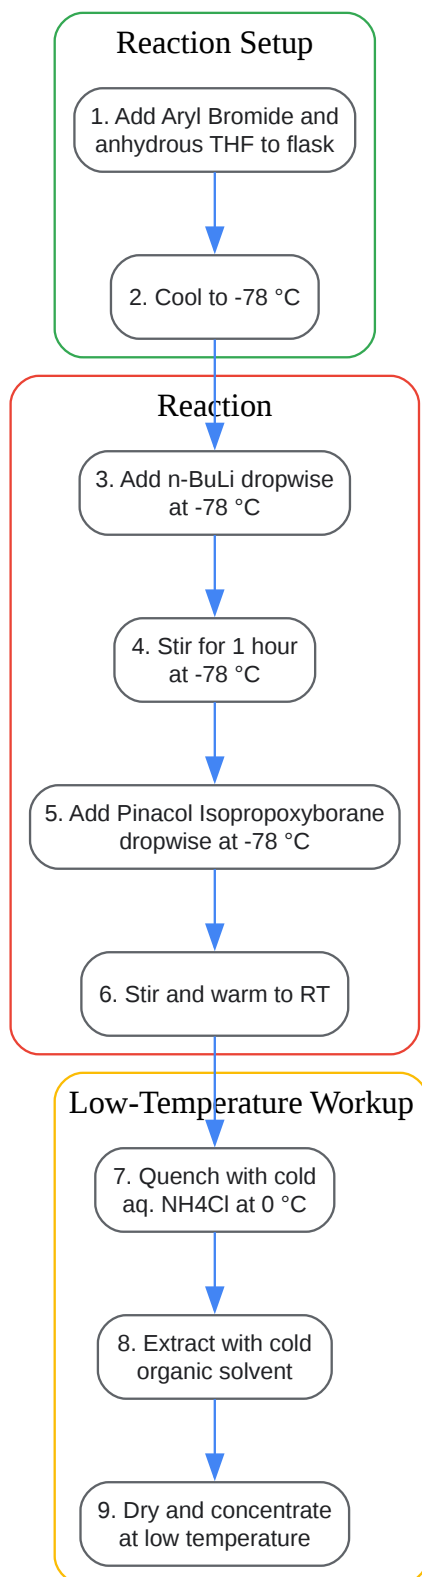 Reaction Setup
1. Add Aryl Bromide and
anhydrous THF to flask
2. Cool to -78 °C
Reaction
3. Add n-BuLi dropwise
at -78 °C
4. Stir for 1 hour
at -78 °C
5. Add Pinacol Isopropoxyborane
dropwise at -78 °C
6. Stir and warm to RT
Low-Temperature Workup
7. Quench with cold
aq. NH4Cl at 0 °C
8. Extract with cold
organic solvent
9. Dry and concentrate
at low temperature